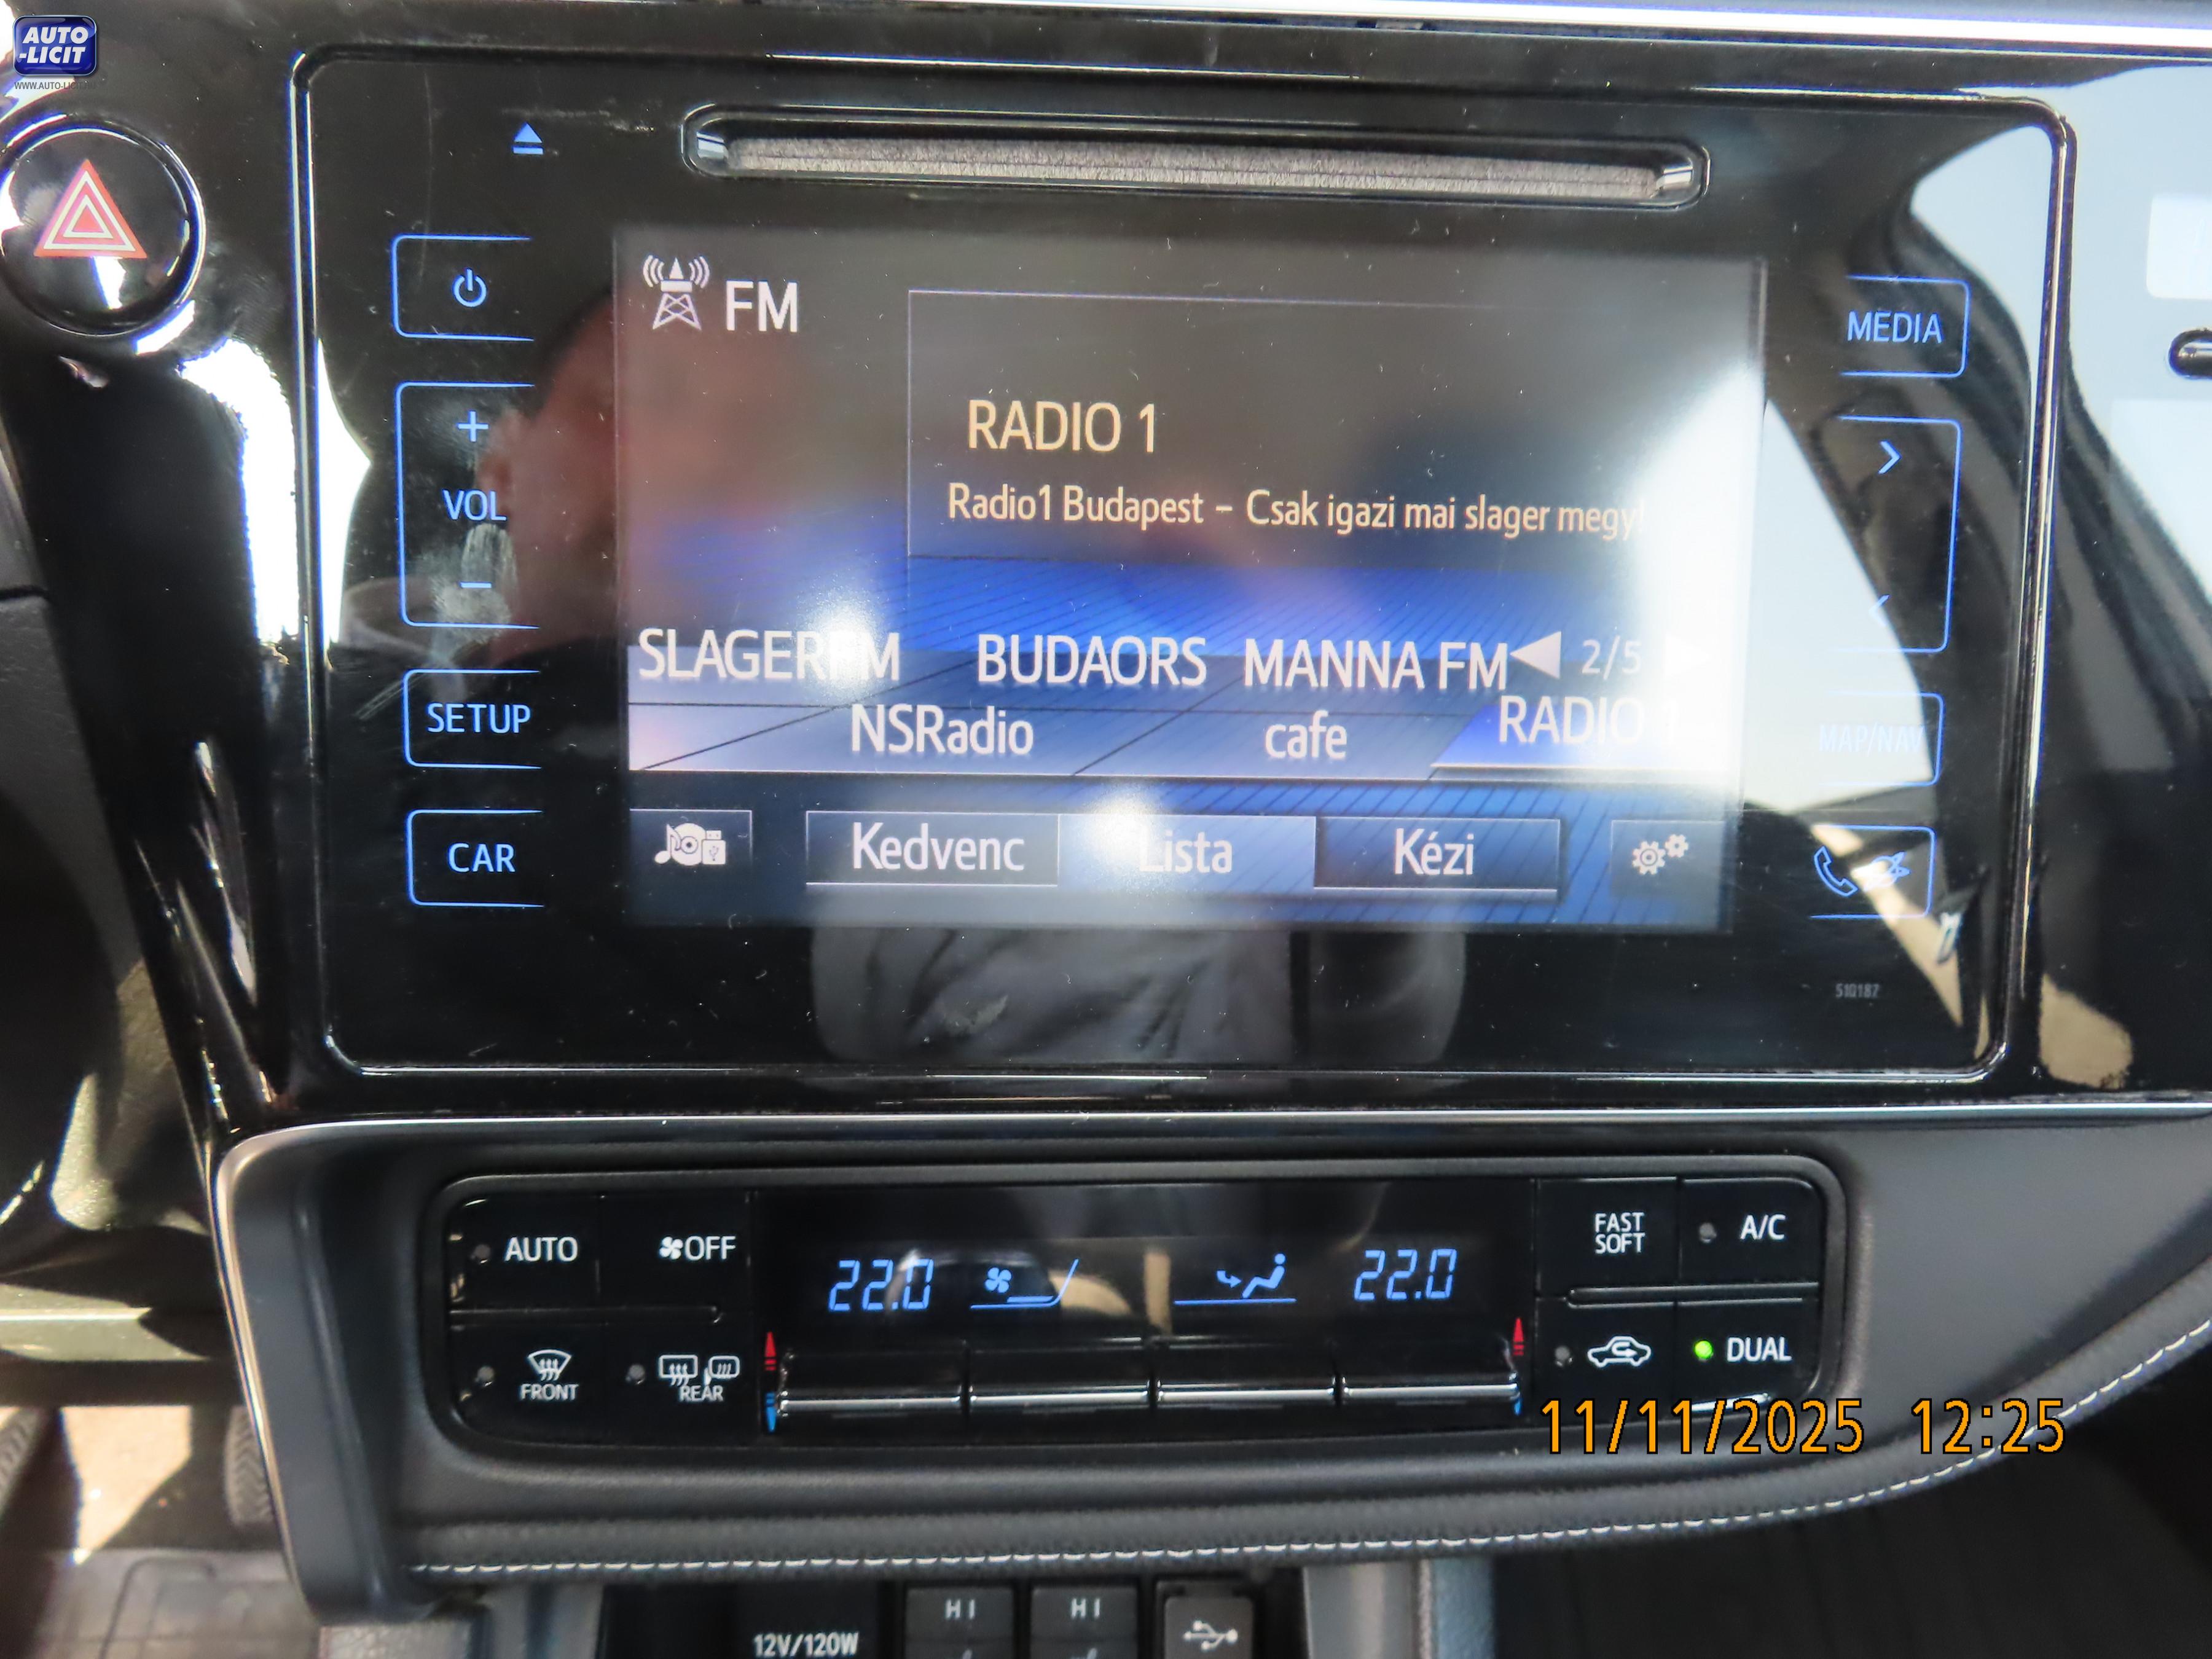 AUTO
-LICIT
FM
MEDIA
RADIO 1
VOL
Radio1 Budapest – Csak igazi mai slager megy!
SLAGERFM BUDAORS MANNA FM 2/5
SETUP
NSRadio cafe RADIO 1
MAP/NAV
CAR
Kedvenc Lista Kézi
510187
AUTO OFF
22.0 22.0
FAST
SOFT
A/C
FRONT REAR
DUAL
11/11/2025 12:25
HI HI
12V/120W